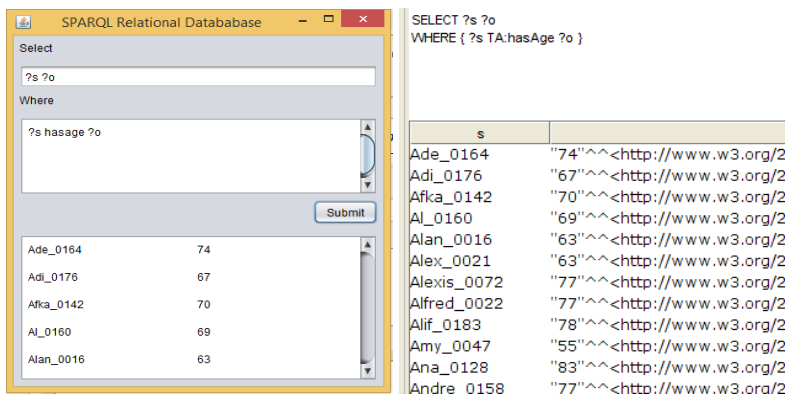 SPARQL Relational Datababase
Select
?s ?o
Where
?s hasage ?o
Submit
Ade_0164 74
Adi_0176 67
Afka_0142 70
Al_0160 69
Alan_0016 63
SELECT ?s ?o
WHERE { ?s TA:hasAge ?o }
s
Ade_0164 "74"^^<http://www.w3.org/2
Adi_0176 "67"^^<http://www.w3.org/2
Afka_0142 "70"^^<http://www.w3.org/2
Al_0160 "69"^^<http://www.w3.org/2
Alan_0016 "63"^^<http://www.w3.org/2
Alex_0021 "63"^^<http://www.w3.org/2
Alexis_0072 "77"^^<http://www.w3.org/2
Alfred_0022 "77"^^<http://www.w3.org/2
Alif_0183 "78"^^<http://www.w3.org/2
Amy_0047 "55"^^<http://www.w3.org/2
Ana_0128 "83"^^<http://www.w3.org/2
Andre_0158 "77"^^<http://www.w3.org/2